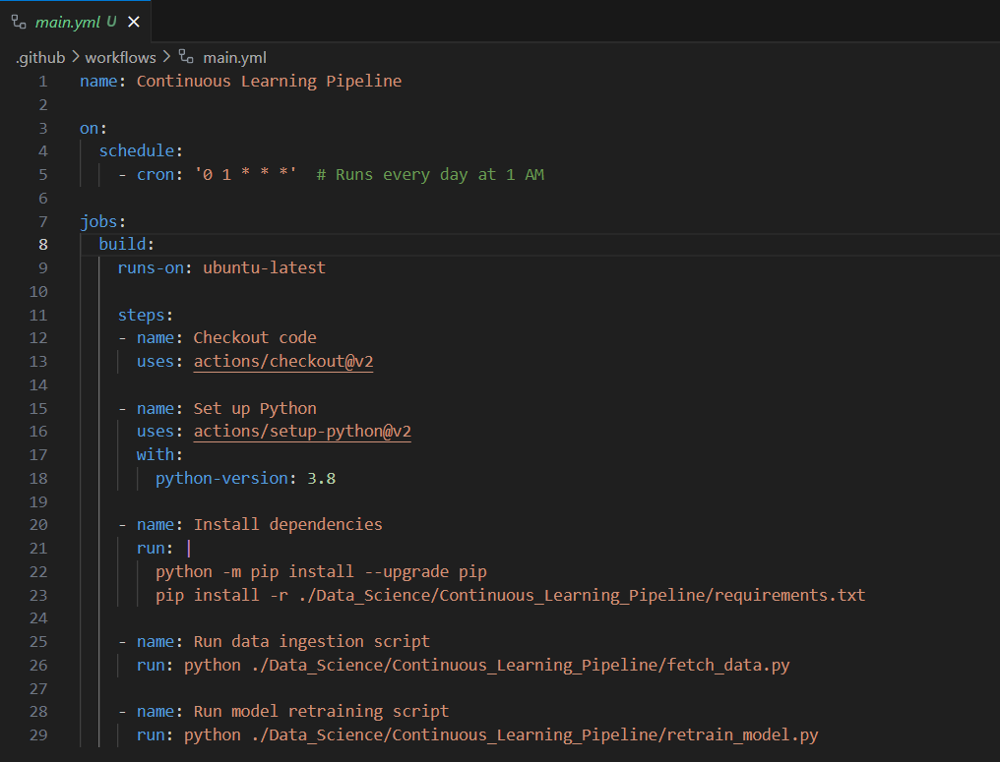 main.yml U ×
.github > workflows > main.yml
1 name: Continuous Learning Pipeline
2
3 on:
4   schedule:
5     - cron: '0 1 * * *'  # Runs every day at 1 AM
6
7 jobs:
8   build:
9     runs-on: ubuntu-latest
10
11     steps:
12     - name: Checkout code
13       uses: actions/checkout@v2
14
15     - name: Set up Python
16       uses: actions/setup-python@v2
17       with:
18         python-version: 3.8
19
20     - name: Install dependencies
21       run: |
22         python -m pip install --upgrade pip
23         pip install -r ./Data_Science/Continuous_Learning_Pipeline/requirements.txt
24
25     - name: Run data ingestion script
26       run: python ./Data_Science/Continuous_Learning_Pipeline/fetch_data.py
27
28     - name: Run model retraining script
29       run: python ./Data_Science/Continuous_Learning_Pipeline/retrain_model.py